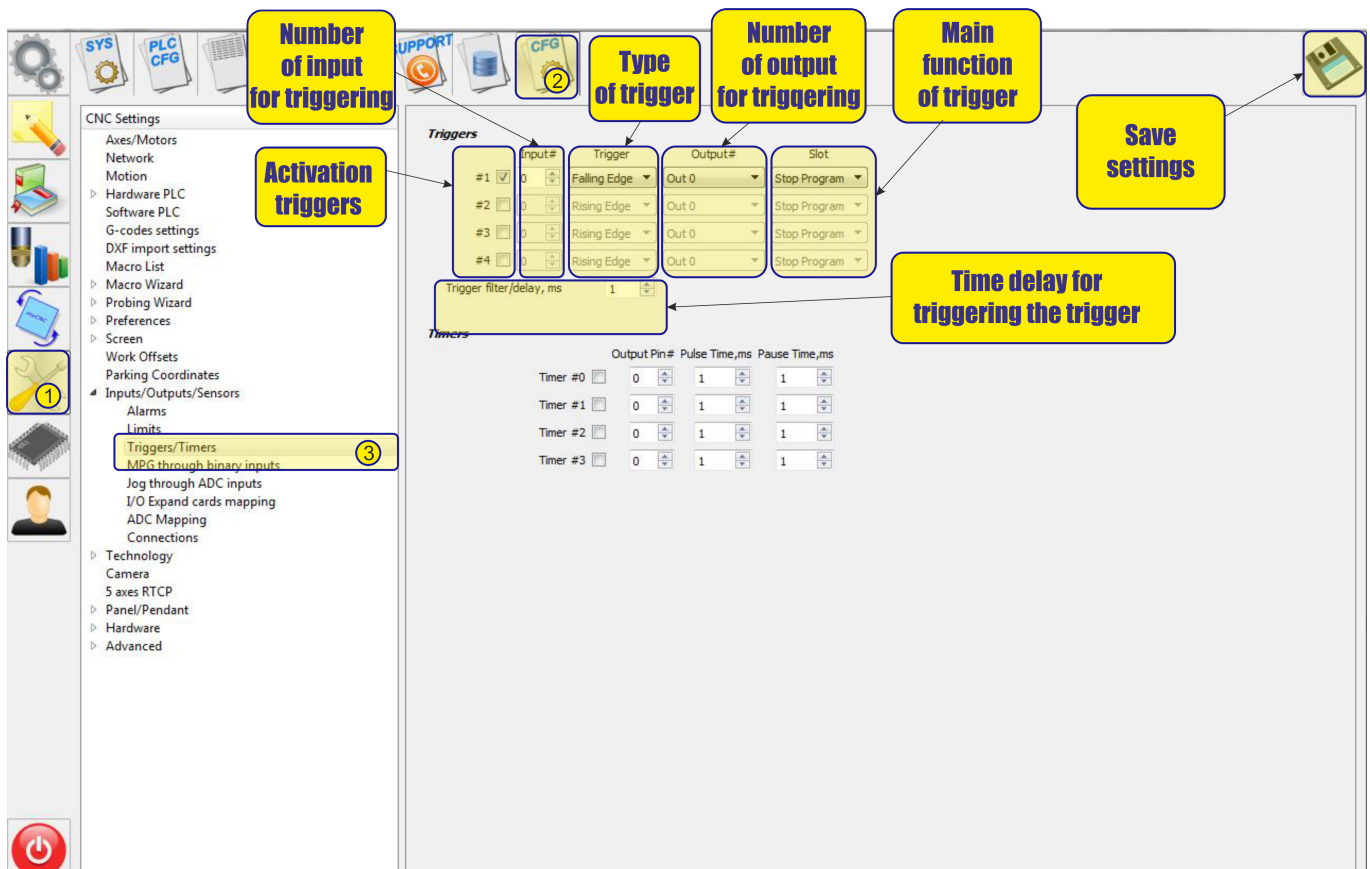 Number
of input
for triggering
Type
of trigger
Number
of output
for trigqering
Main
function
of trigger
Save
settings
Activation
triggers
Time delay for
triggering the trigger
SYS
PLC
CFG
UPPORT
CFG
2
1
3
myCNC
CNC Settings
Axes/Motors
Network
Motion
Hardware PLC
Software PLC
G-codes settings
DXF import settings
Macro List
Macro Wizard
Probing Wizard
Preferences
Screen
Work Offsets
Parking Coordinates
Inputs/Outputs/Sensors
Alarms
Limits
Triggers/Timers
MPG through binary inputs
Jog through ADC inputs
I/O Expand cards mapping
ADC Mapping
Connections
Technology
Camera
5 axes RTCP
Panel/Pendant
Hardware
Advanced
Triggers
Input# Trigger Output# Slot
#1 0 Falling Edge Out 0 Stop Program
#2 0 Rising Edge Out 0 Stop Program
#3 0 Rising Edge Out 0 Stop Program
#4 0 Rising Edge Out 0 Stop Program
Trigger filter/delay, ms 1
Timers
Output Pin# Pulse Time,ms Pause Time,ms
Timer #0 0 1 1
Timer #1 0 1 1
Timer #2 0 1 1
Timer #3 0 1 1